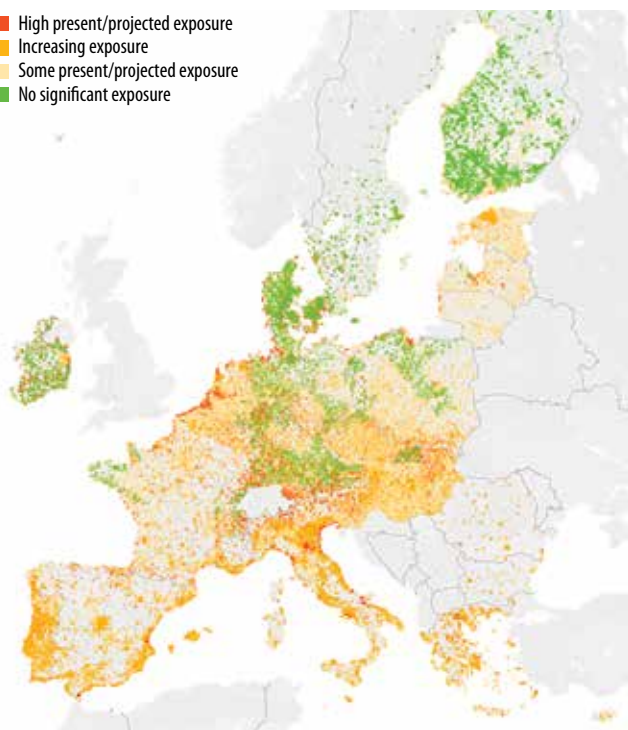 High present/projected exposure
Increasing exposure
Some present/projected exposure
No significant exposure